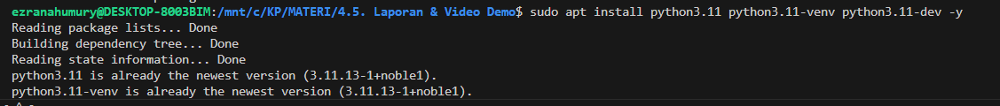 ezranahumury@DESKTOP-8003BIM:/mnt/c/KP/MATERI/4.5. Laporan & Video Demo$ sudo apt install python3.11 python3.11-venv python3.11-dev -y
Reading package lists... Done
Building dependency tree... Done
Reading state information... Done
python3.11 is already the newest version (3.11.13-1+noble1).
python3.11-venv is already the newest version (3.11.13-1+noble1).